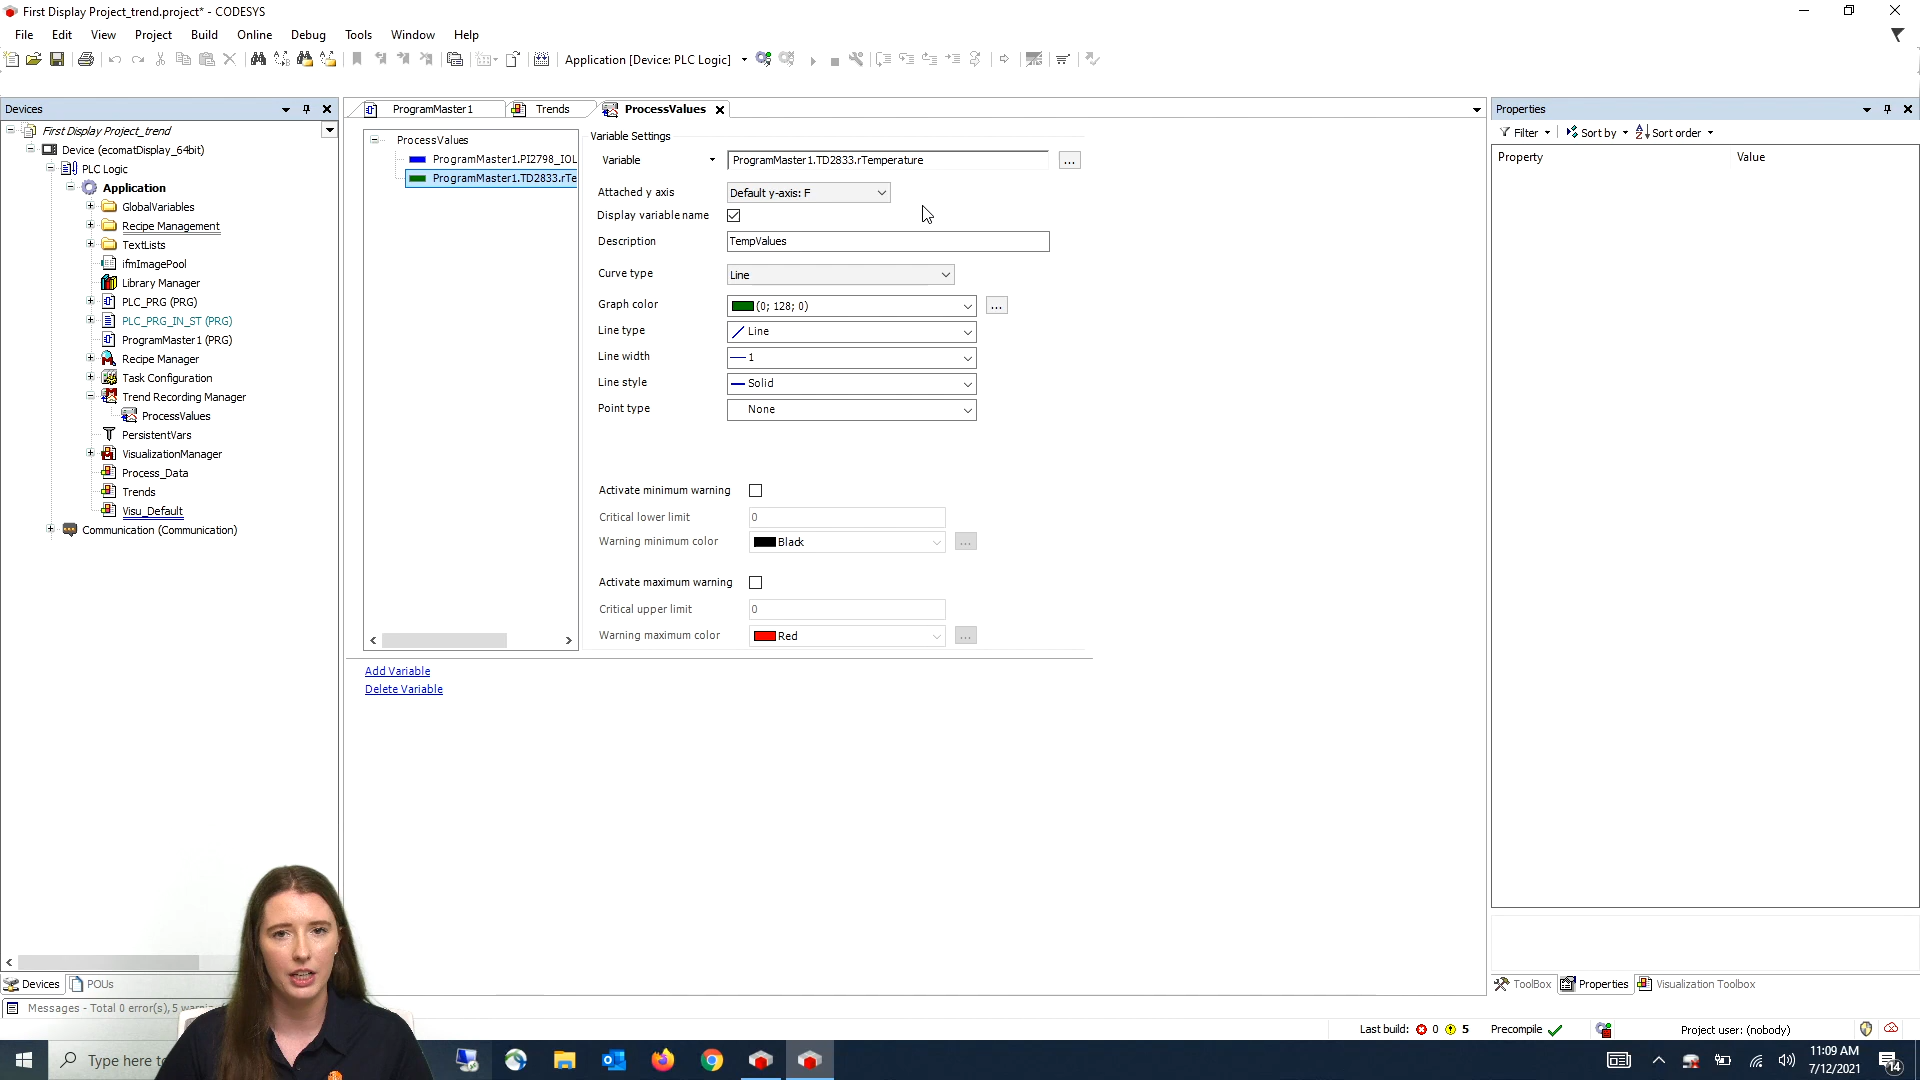 First Display Project_trend.project* - CODESYS
File Edit View Project Build Online Debug Tools Window Help
Application [Device: PLC Logic]
Devices
First Display Project_trend
Device (ecomatDisplay_64bit)
PLC Logic
Application
GlobalVariables
Recipe Management
TextLists
ifmImagePool
Library Manager
PLC_PRG (PRG)
PLC_PRG_IN_ST (PRG)
ProgramMaster1 (PRG)
Recipe Manager
Task Configuration
Trend Recording Manager
ProcessValues
PersistentVars
VisualizationManager
Process_Data
Trends
Visu_Default
Communication (Communication)
Devices POUs
ProgramMaster1 Trends ProcessValues
ProcessValues
ProgramMaster1.PI2798_IOL
ProgramMaster1.TD2833.rTe
Add Variable
Delete Variable
Variable Settings
Variable ProgramMaster1.TD2833.rTemperature ...
Attached y axis Default y-axis: F
Display variable name
Description TempValues
Curve type Line
Graph color (0; 128; 0) ...
Line type Line
Line width 1
Line style Solid
Point type None
Activate minimum warning
Critical lower limit 0
Warning minimum color Black ...
Activate maximum warning
Critical upper limit 0
Warning maximum color Red ...
Properties
Filter Sort by Sort order
Property Value
ToolBox Properties Visualization Toolbox
Messages - Total 0 error(s), 5
Last build: 0 5 Precompile Project user: (nobody)
Type here
11:09 AM
7/12/2021
14